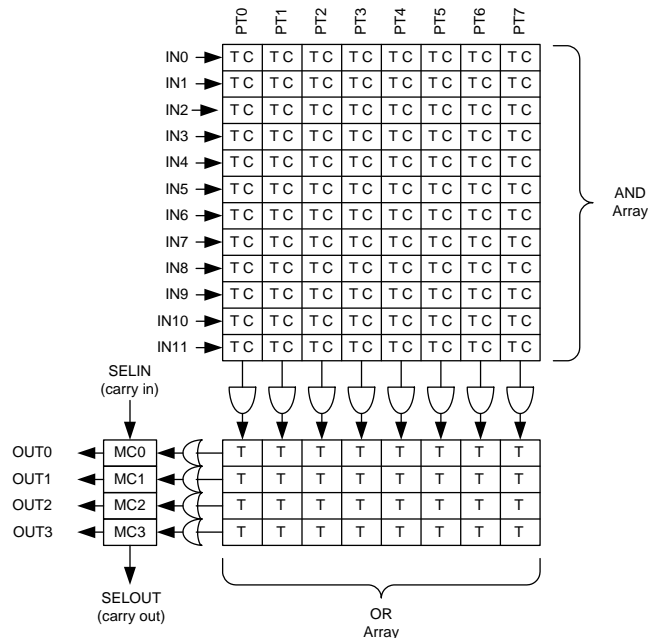 PT0 PT1 PT2 PT3 PT4 PT5 PT6 PT7
IN0 T C T C T C T C T C T C T C T C
IN1 T C T C T C T C T C T C T C T C
IN2 T C T C T C T C T C T C T C T C
IN3 T C T C T C T C T C T C T C T C
IN4 T C T C T C T C T C T C T C T C
IN5 T C T C T C T C T C T C T C T C
IN6 T C T C T C T C T C T C T C T C
IN7 T C T C T C T C T C T C T C T C
IN8 T C T C T C T C T C T C T C T C
IN9 T C T C T C T C T C T C T C T C
IN10 T C T C T C T C T C T C T C T C
IN11 T C T C T C T C T C T C T C T C
AND
Array
SELIN
(carry in)
OUT0 MC0 T T T T T T T T
OUT1 MC1 T T T T T T T T
OUT2 MC2 T T T T T T T T
OUT3 MC3 T T T T T T T T
SELOUT
(carry out)
OR
Array